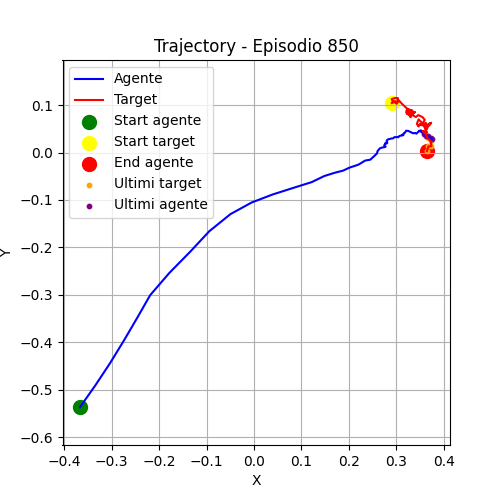 Trajectory - Episodio 850
Agente
Target
Start agente
Start target
End agente
Ultimi target
Ultimi agente
0.1
0.0
−0.1
−0.2
−0.3
−0.4
−0.5
−0.6
Y
−0.4 −0.3 −0.2 −0.1 0.0 0.1 0.2 0.3 0.4
X